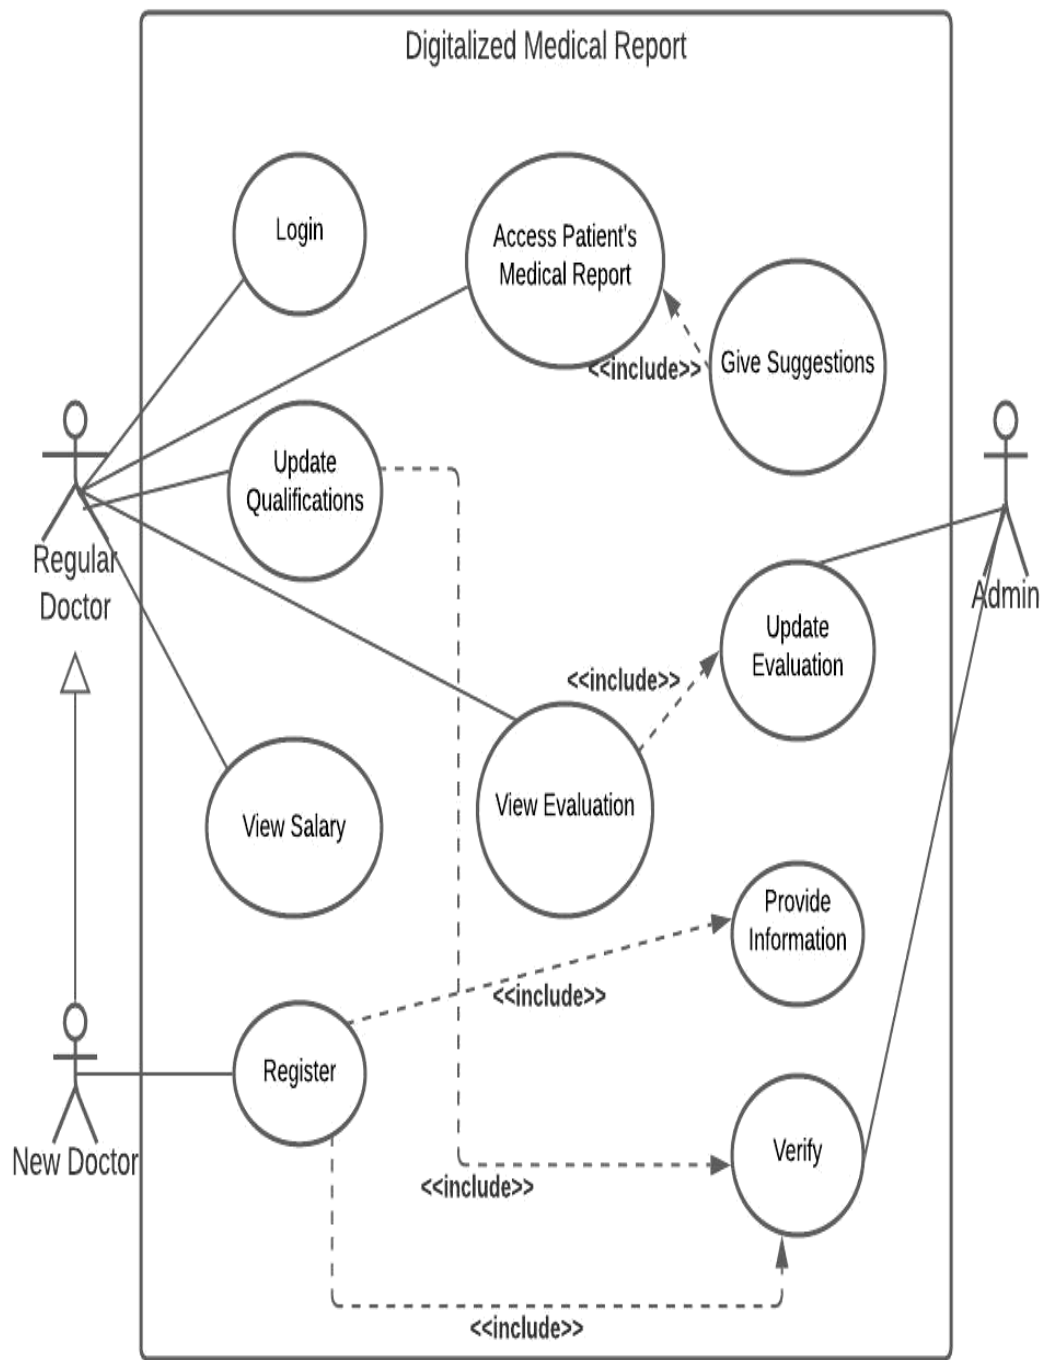 Digitalized Medical Report
Login
Access Patient's
Medical Report
<<include>>
Give Suggestions
Update
Qualifications
Regular
Doctor
Admin
Update
Evaluation
<<include>>
View Evaluation
View Salary
Provide
Information
<<include>>
Register
New Doctor
Verify
<<include>>
<<include>>